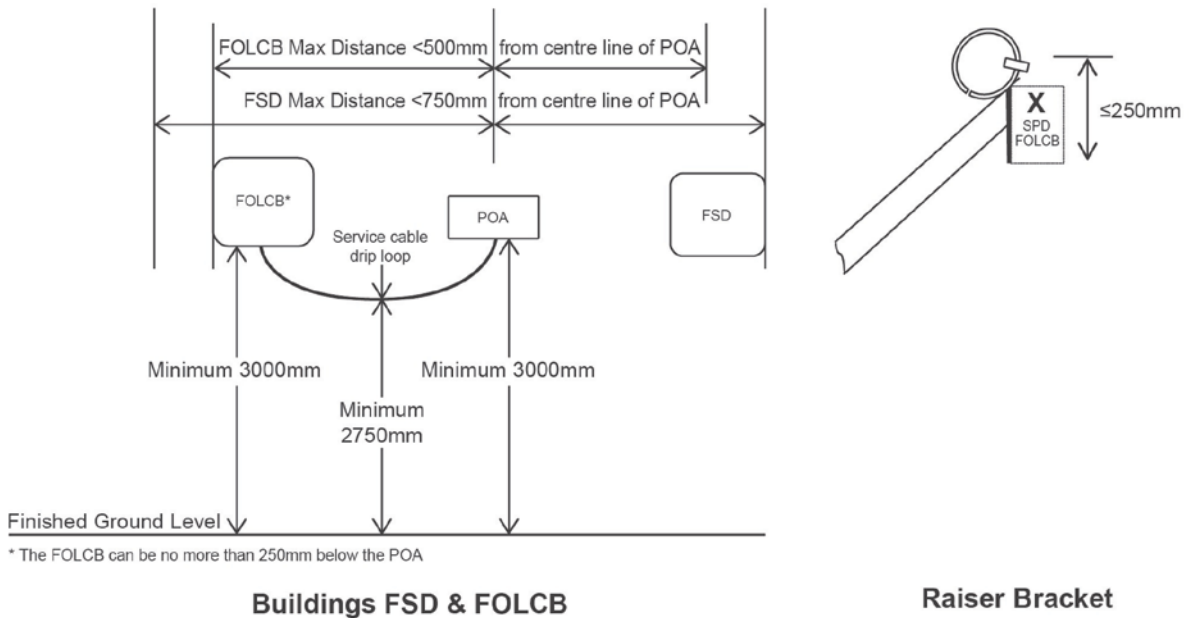 FOLCB Max Distance <500mm from centre line of POA
FSD Max Distance <750mm from centre line of POA
FOLCB*
POA
FSD
Service cable
drip loop
Minimum 3000mm
Minimum 3000mm
Minimum
2750mm
Finished Ground Level
* The FOLCB can be no more than 250mm below the POA
Buildings FSD & FOLCB
X
SPD
FOLCB
≤250mm
Raiser Bracket